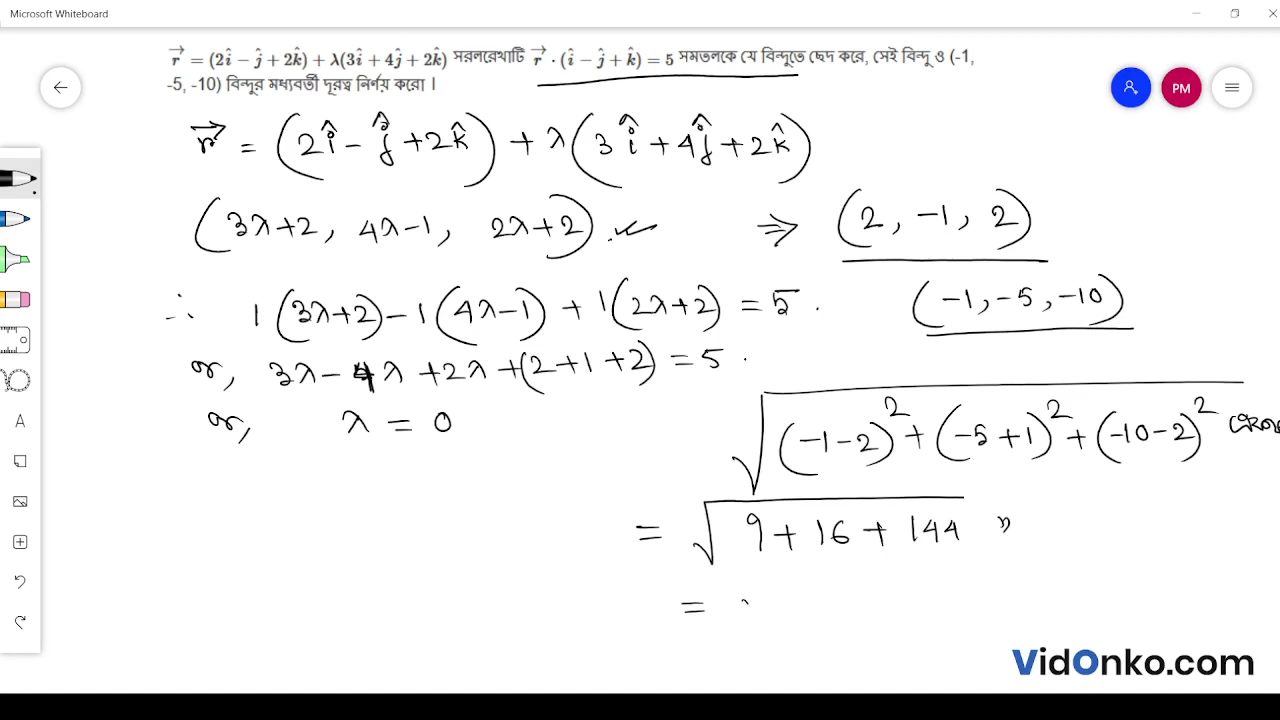 Microsoft Whiteboard
r⃗ = (2î − ĵ + 2k̂) + λ(3î + 4ĵ + 2k̂) সরলরেখাটি r⃗ · (î − ĵ + k̂) = 5 সমতলকে যে বিন্দুতে ছেদ করে, সেই বিন্দু ও (-1,
-5, -10) বিন্দুর মধ্যবর্তী দূরত্ব নির্ণয় করো ।
PM
r⃗ = (2î − ĵ + 2k̂) + λ(3î + 4ĵ + 2k̂)
(3λ+2, 4λ−1, 2λ+2). ⇒ (2, −1, 2)
∴ 1(3λ+2) − 1(4λ−1) + 1(2λ+2) = 5.
(−1, −5, −10)
or, 3λ − 4λ + 2λ + (2+1+2) = 5.
or, λ = 0
√((−1−2)² + (−5+1)² + (−10−2)²
= √(9 + 16 + 144) "
=
A
VidOnko.com